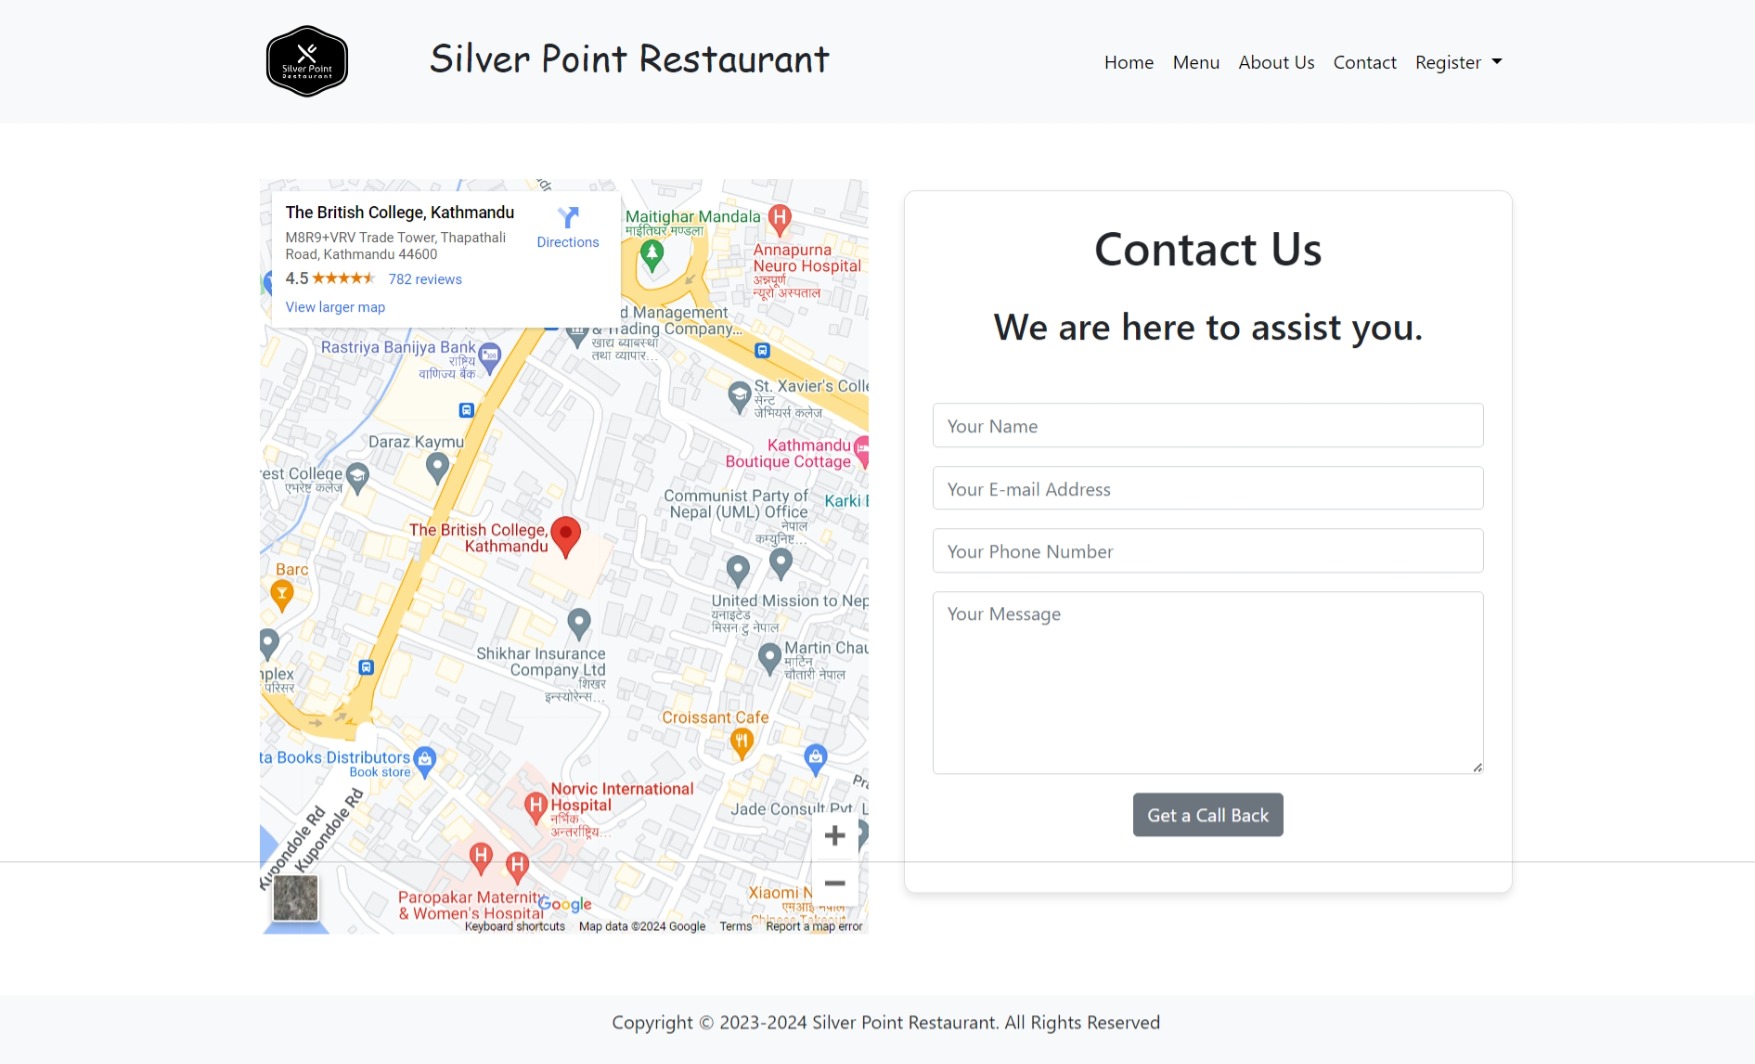 Silver Point
Restaurant
Silver Point Restaurant
Home Menu About Us Contact Register
The British College, Kathmandu
M8R9+VRV Trade Tower, Thapathali
Road, Kathmandu 44600
4.5 782 reviews
View larger map
Directions
Maitighar Mandala
माईतिघर मण्डला
Annapurna
Neuro Hospital
अन्नपूर्ण
न्यूरो अस्पताल
d Management
& Trading Company...
खाद्य ब्याबस्था
तथा व्यापार...
Rastriya Banijya Bank
राष्ट्रिय
वाणिज्य बैंक
St. Xavier's Colle
सेन्ट
जेभियर्स कलेज
Daraz Kaymu
Kathmandu
Boutique Cottage
est College
एभरेष्ट कलेज
Communist Party of
Nepal (UML) Office
नेपाल
कम्युनिष्ट...
Karki B
The British College,
Kathmandu
Barc
United Mission to Nep
यनाइटेड
मिसन टु नेपाल
Shikhar Insurance
Company Ltd
शिखर
इन्स्योरेन्स...
Martin Chau
मार्टिन
चौतारी नेपाल
mplex
परिसर
Croissant Cafe
ta Books Distributors
Book store
Norvic International
Hospital
नर्भिक
अन्तर्राष्ट्रिय...
Jade Consult Pvt. L
Kupondole Rd
Kupondole Rd
Paropakar Maternity
& Women's Hospital
Xiaomi N
एमआई नेपाल
Chinese Takeout
Google
Keyboard shortcuts Map data ©2024 Google Terms Report a map error
Contact Us
We are here to assist you.
Your Name
Your E-mail Address
Your Phone Number
Your Message
Get a Call Back
Copyright © 2023-2024 Silver Point Restaurant. All Rights Reserved